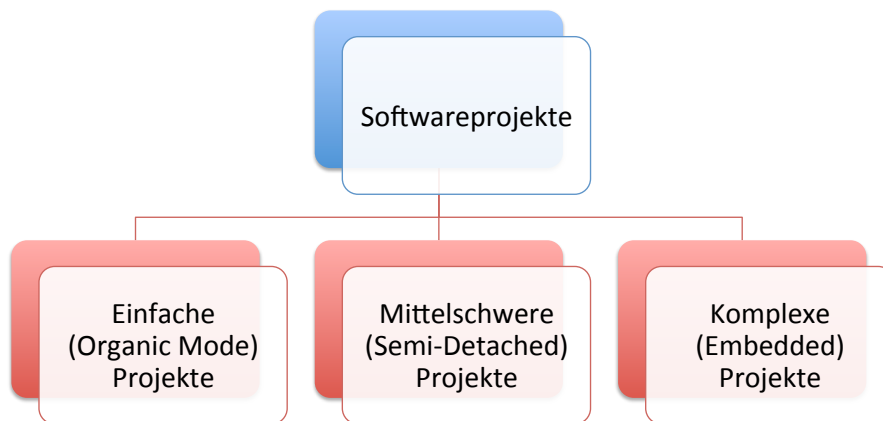 Softwareprojekte
Einfache
(Organic Mode)
Projekte
Mittelschwere
(Semi-Detached)
Projekte
Komplexe
(Embedded)
Projekte